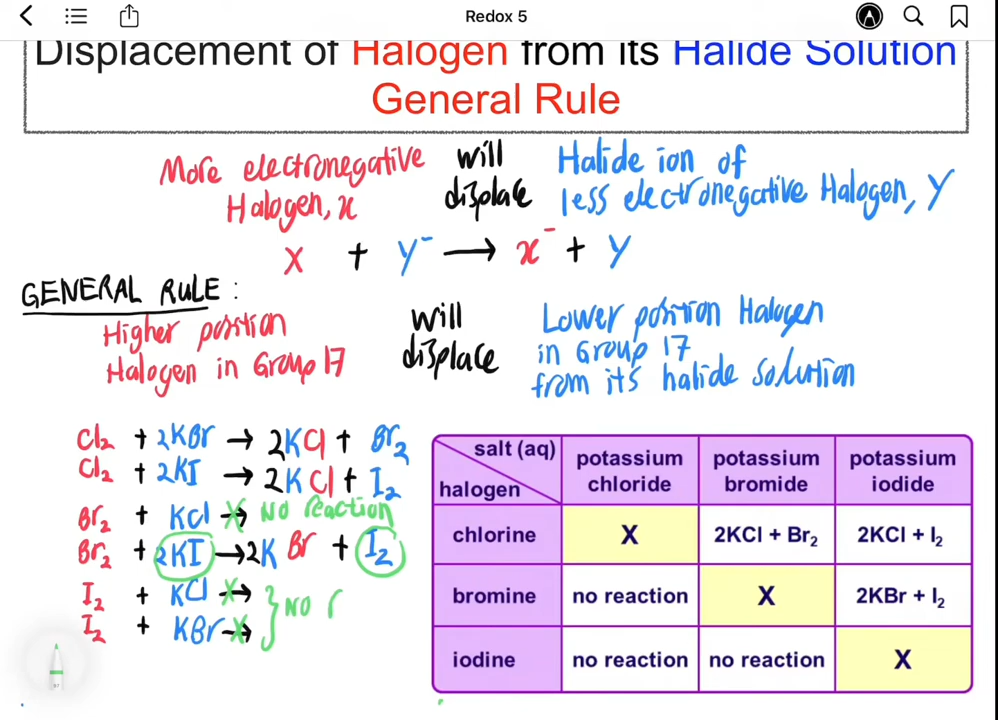 Redox 5
Displacement of Halogen from its Halide Solution
General Rule
More electronegative Halogen, x
will displace
Halide ion of less electronegative Halogen, Y
X + Y⁻ → x⁻ + Y
GENERAL RULE :
Higher position Halogen in Group 17
will displace
Lower position Halogen in Group 17 from its halide solution
Cl₂ + 2KBr → 2KCl + Br₂
Cl₂ + 2KI → 2KCl + I₂
Br₂ + KCl → X No reaction
Br₂ + 2KI → 2KBr + I₂
I₂ + KCl → X
I₂ + KBr → X
} NO r
salt (aq)
halogen
potassium chloride
potassium bromide
potassium iodide
chlorine X 2KCl + Br₂ 2KCl + I₂
bromine no reaction X 2KBr + I₂
iodine no reaction no reaction X